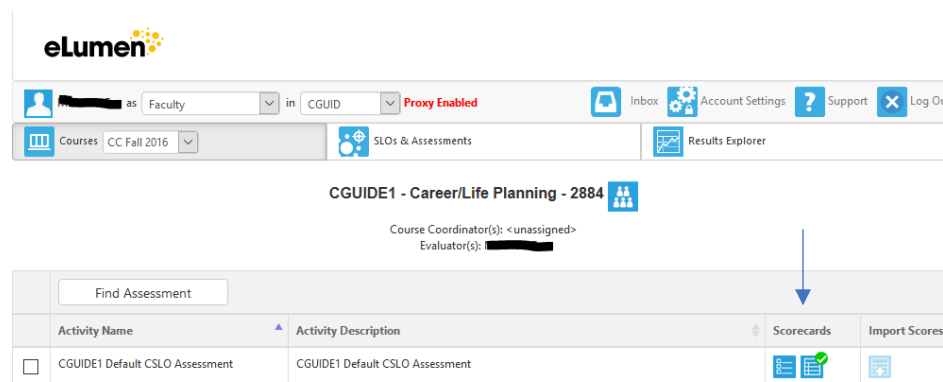 eLumen
as Faculty in CGUID Proxy Enabled Inbox Account Settings ? Support Log Ou
Courses CC Fall 2016 SLOs & Assessments Results Explorer
CGUIDE1 - Career/Life Planning - 2884
Course Coordinator(s): <unassigned>
Evaluator(s):
Find Assessment
Activity Name Activity Description Scorecards Import Scores
CGUIDE1 Default CSLO Assessment CGUIDE1 Default CSLO Assessment